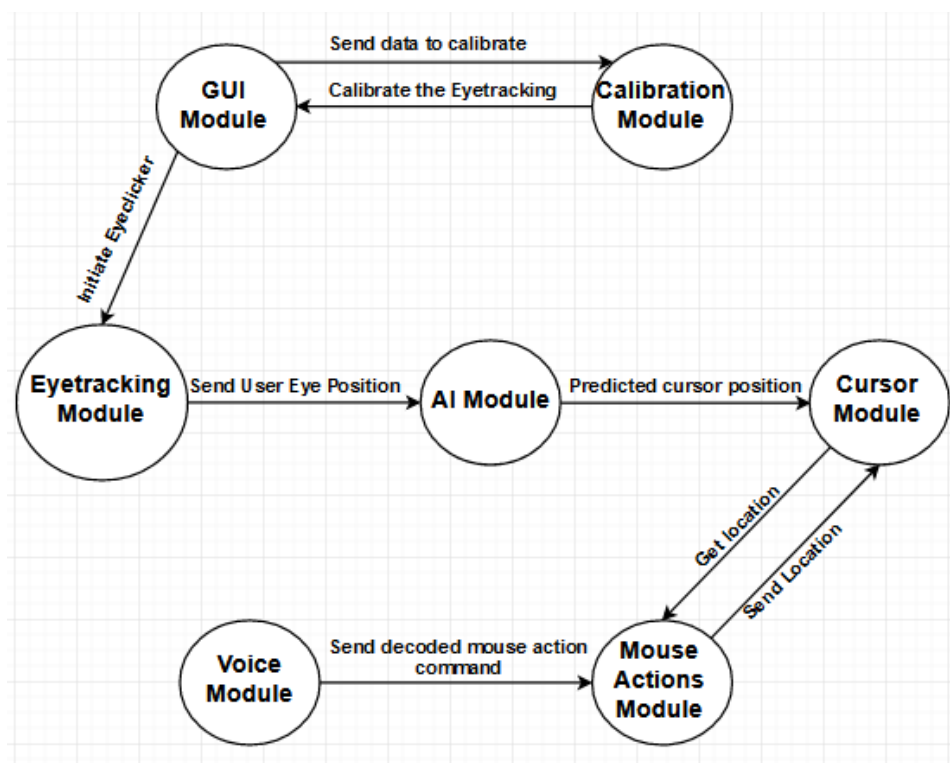 Send data to calibrate
GUI
Module
Calibrate the Eyetracking
Calibration
Module
Initiate Eyeclicker
Eyetracking
Module
Send User Eye Position
AI Module
Predicted cursor position
Cursor
Module
Get location
Send Location
Voice
Module
Send decoded mouse action
command
Mouse
Actions
Module